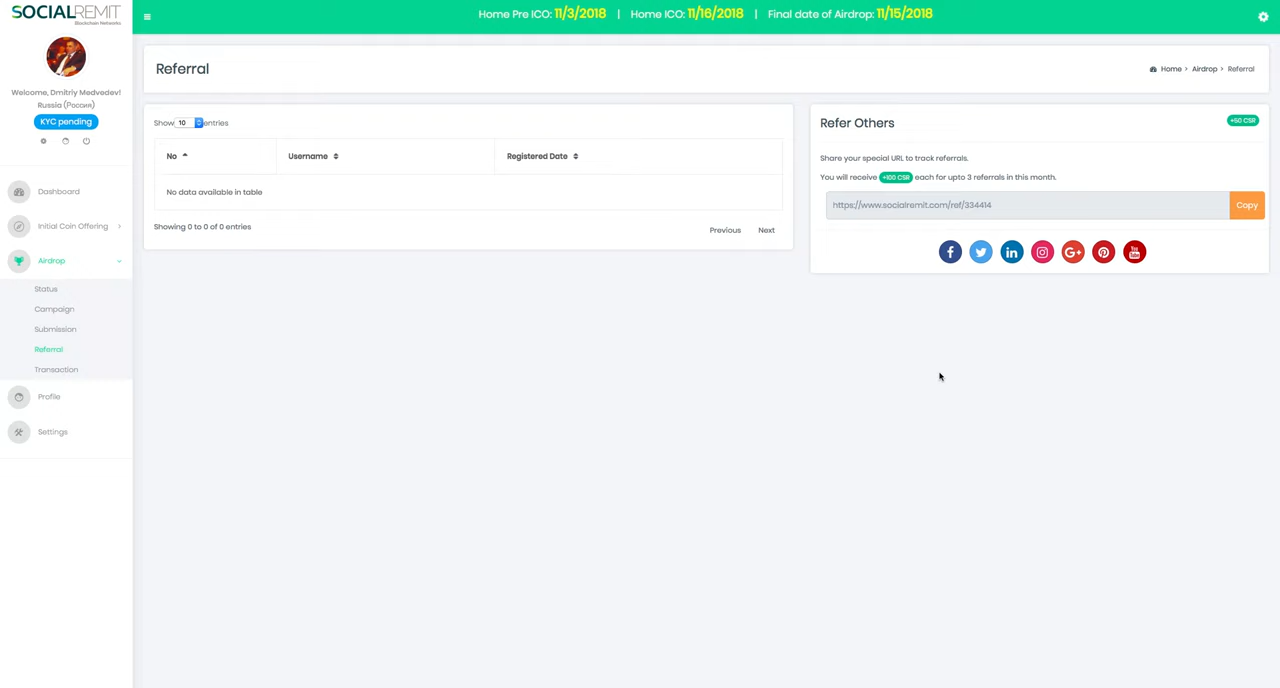 SOCIALREMIT
Blockchain Networks
Home Pre ICO: 11/3/2018 | Home ICO: 11/16/2018 | Final date of Airdrop: 11/15/2018
Welcome, Dmitriy Medvedev!
Russia (Россия)
KYC pending
Dashboard
Initial Coin Offering
Airdrop
Status
Campaign
Submission
Referral
Transaction
Profile
Settings
Referral
Home > Airdrop > Referral
Show 10 entries
No Username Registered Date
No data available in table
Showing 0 to 0 of 0 entries
Previous Next
Refer Others
+50 CSR
Share your special URL to track referrals.
You will receive +100 CSR each for upto 3 referrals in this month.
https://www.socialremit.com/ref/334414
Copy